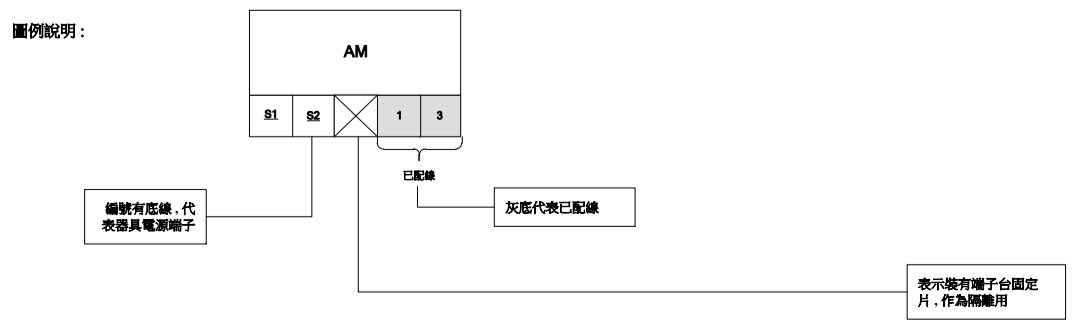 圖例說明 :
AM
S1 S2 1 3
已配線
編號有底線 , 代
表器具電源端子
灰底代表已配線
表示裝有端子台固定
片 , 作為隔離用